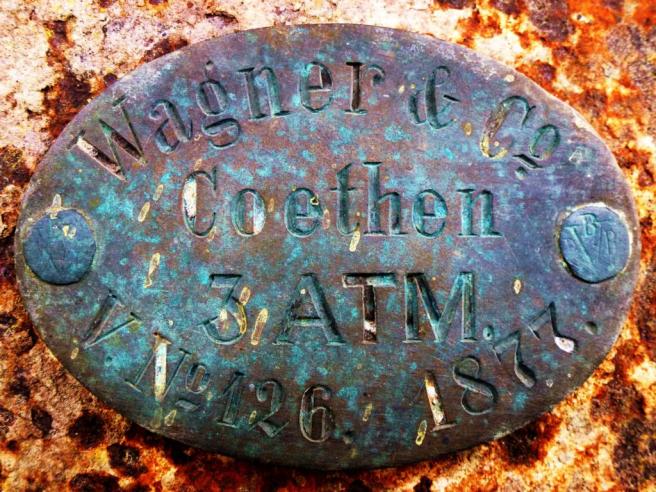 Wagner & Co
Coethen
3 ATM.
V. No 126. 1877.